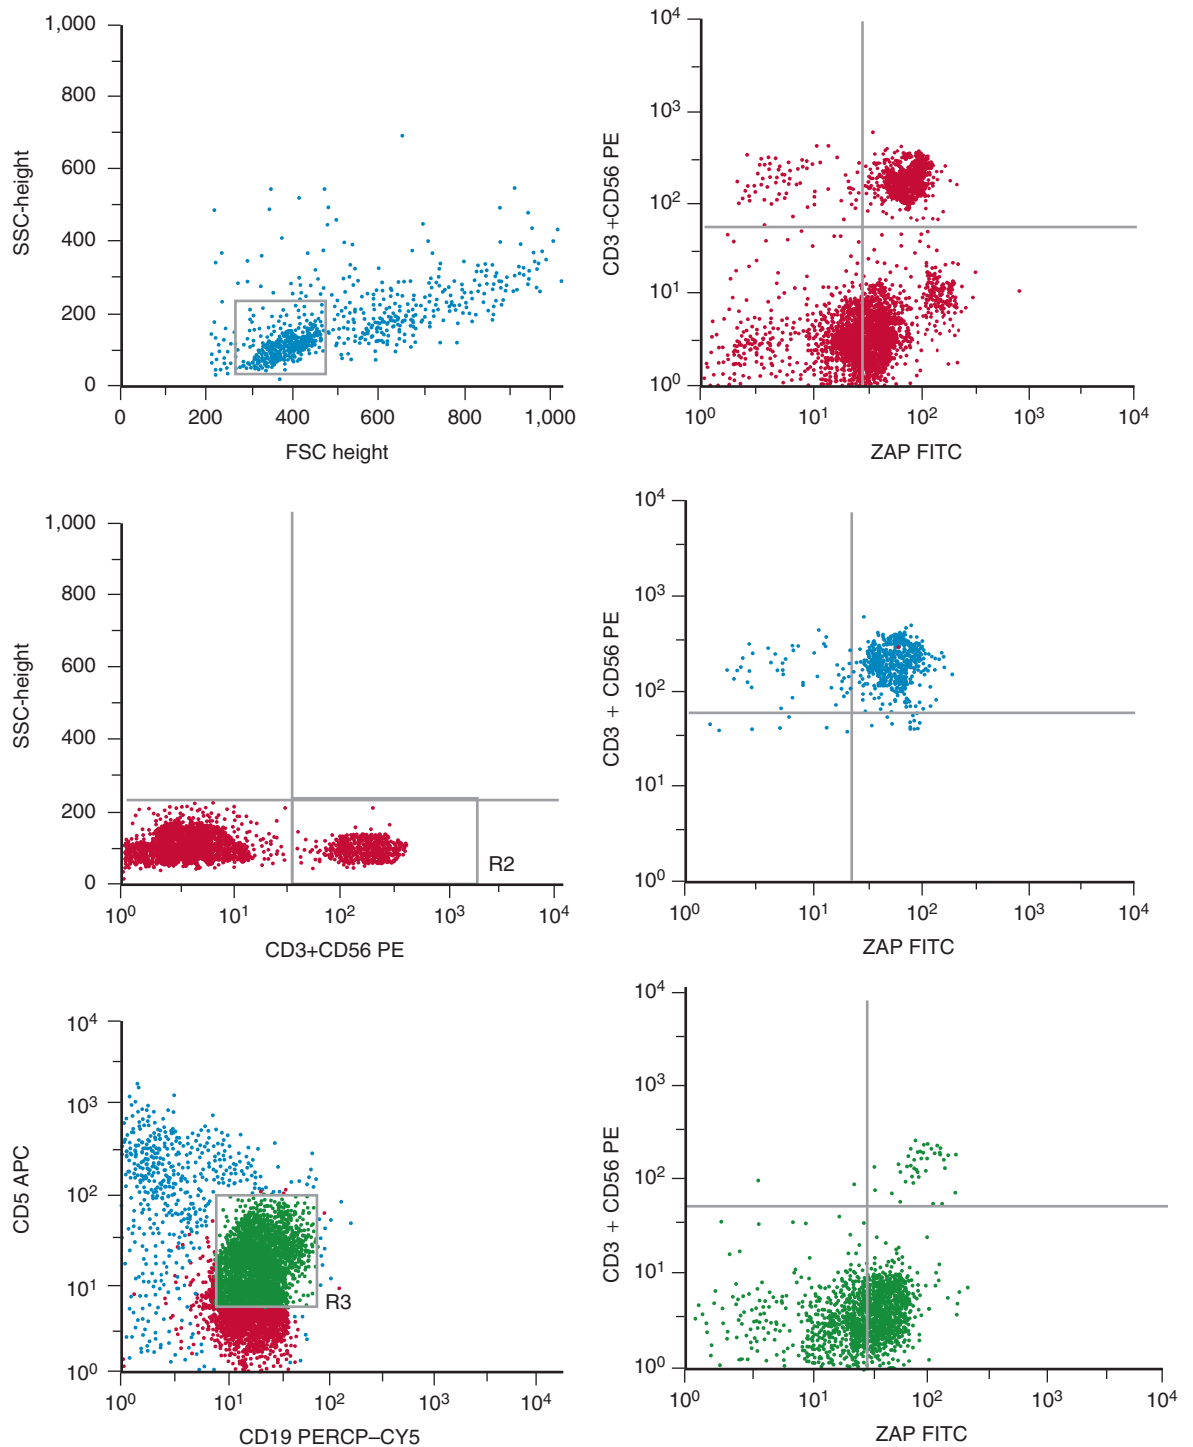 1,000
800
600
400
200
0
SSC-height
0 200 400 600 800 1,000
FSC height
10⁴
10³
10²
10¹
10⁰
CD3 +CD56 PE
10⁰ 10¹ 10² 10³ 10⁴
ZAP FITC
1,000
800
600
400
200
0
SSC-height
R2
10⁰ 10¹ 10² 10³ 10⁴
CD3+CD56 PE
10⁴
10³
10²
10¹
10⁰
CD3 + CD56 PE
10⁰ 10¹ 10² 10³ 10⁴
ZAP FITC
10⁴
10³
10²
10¹
10⁰
CD5 APC
R3
10⁰ 10¹ 10² 10³ 10⁴
CD19 PERCP–CY5
10⁴
10³
10²
10¹
10⁰
CD3 + CD56 PE
10⁰ 10¹ 10² 10³ 10⁴
ZAP FITC